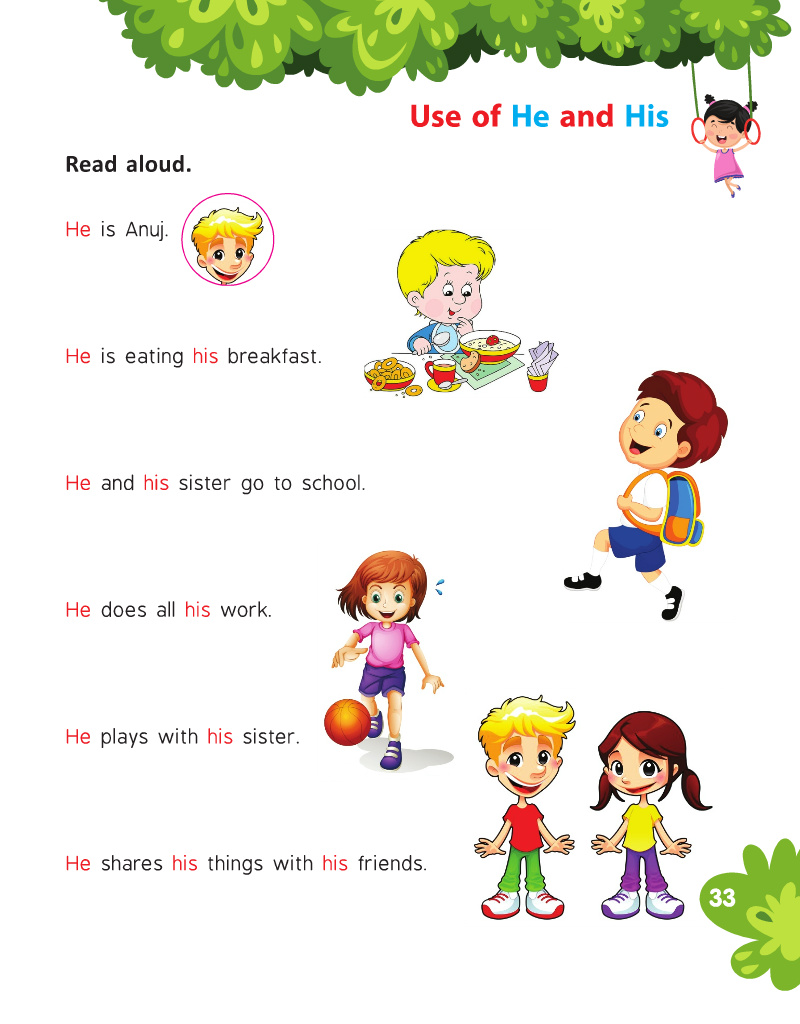 Use of He and His
Read aloud.
He is Anuj.
He is eating his breakfast.
He and his sister go to school.
He does all his work.
He plays with his sister.
He shares his things with his friends.
33